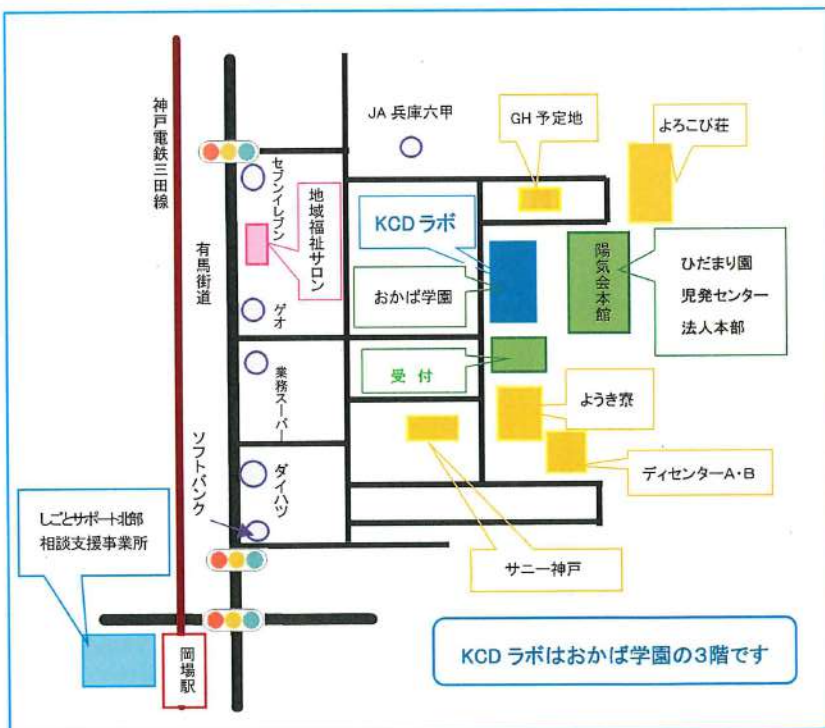 神戸電鉄三田線
有馬街道
セブンイレブン
地域福祉サロン
ゲオ
業務スーパー
ソフトバンク
ダイハツ
JA 兵庫六甲
GH 予定地
よろこび荘
KCD ラボ
おかば学園
陽気会本館
ひだまり園
児発センター
法人本部
受付
ようき寮
ディセンターA・B
サニー神戸
しごとサポート北部
相談支援事業所
岡場駅
KCD ラボはおかば学園の3階です